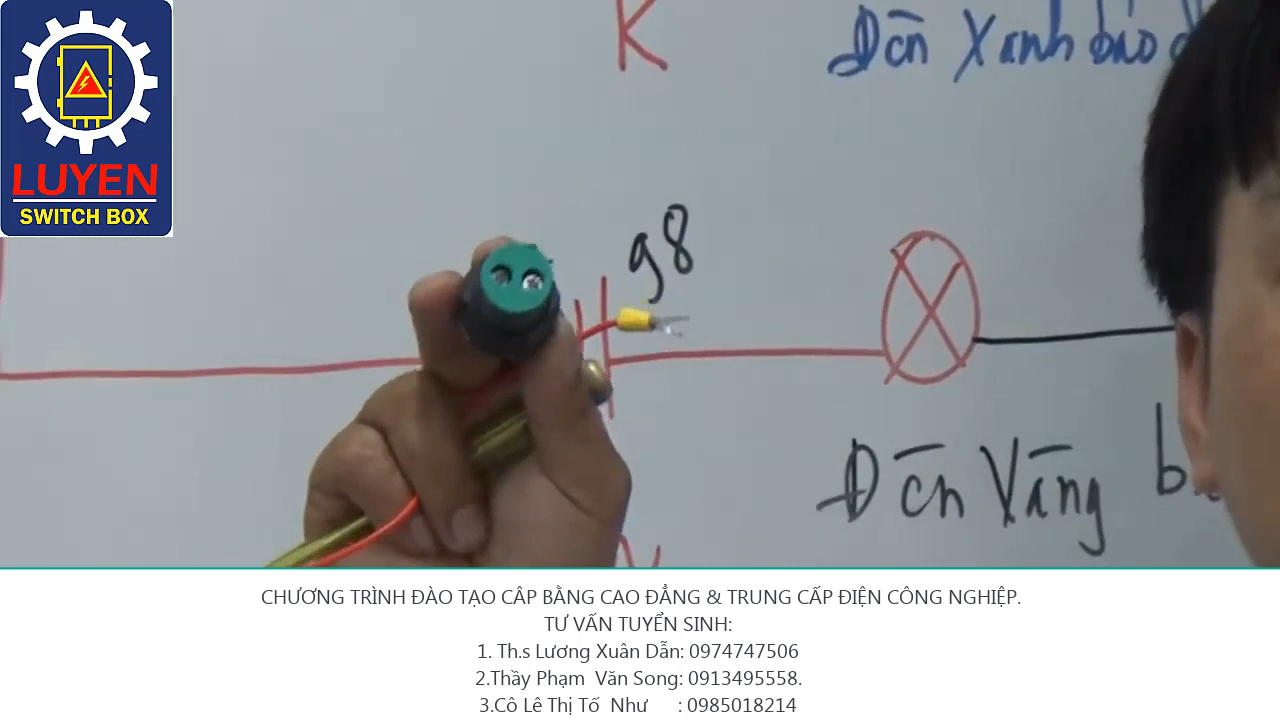 LUYEN
SWITCH BOX
K
Đèn Xanh báo
98
Đèn Vàng
CHƯƠNG TRÌNH ĐÀO TẠO CÂP BẰNG CAO ĐẲNG & TRUNG CẤP ĐIỆN CÔNG NGHIỆP.
TƯ VẤN TUYỂN SINH:
1. Th.s Lương Xuân Dẫn: 0974747506
2.Thầy Phạm Văn Song: 0913495558.
3.Cô Lê Thị Tố Như : 0985018214